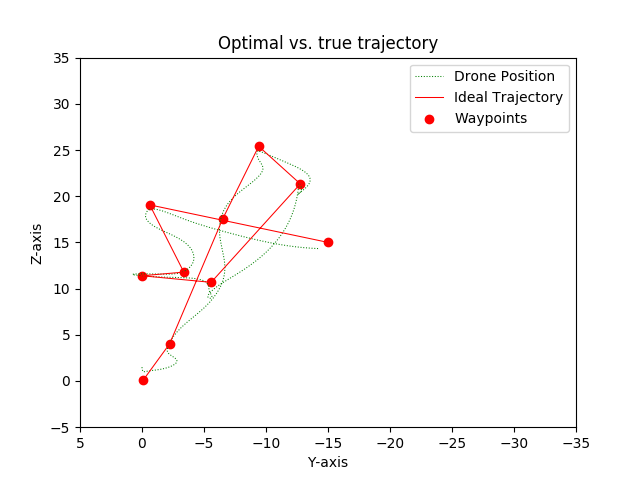 Optimal vs. true trajectory
Drone Position
Ideal Trajectory
Waypoints
35
30
25
20
15
10
5
0
−5
Z-axis
5 0 −5 −10 −15 −20 −25 −30 −35
Y-axis